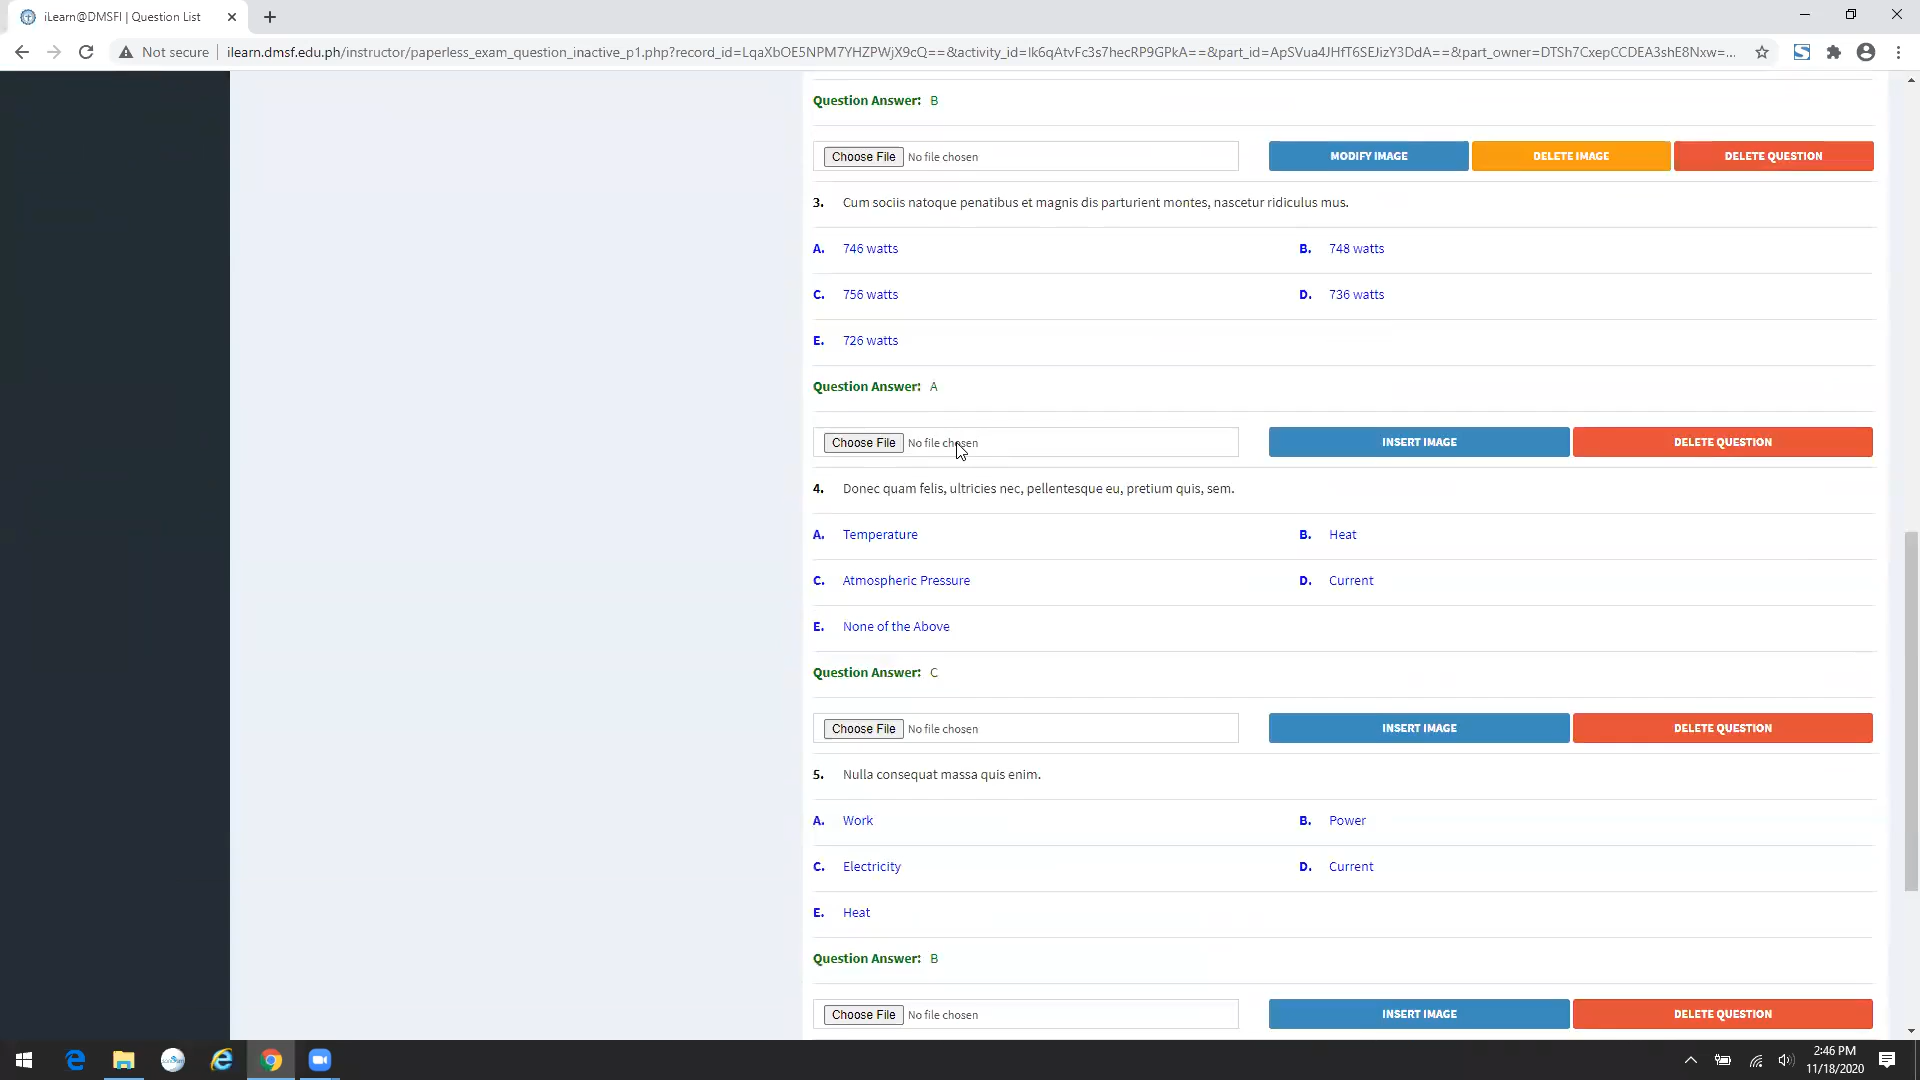 iLearn@DMSFI | Question List
Not secure
ilearn.dmsf.edu.ph/instructor/paperless_exam_question_inactive_p1.php?record_id=LqaXbOE5NPM7YHZPWjX9cQ==&activity_id=Ik6qAtvFc3s7hecRP9GPkA==&part_id=ApSVua4JHfT6SEJizY3DdA==&part_owner=DTSh7CxepCCDEA3shE8Nxw=...
Question Answer: B
Choose File No file chosen MODIFY IMAGE DELETE IMAGE DELETE QUESTION
3. Cum sociis natoque penatibus et magnis dis parturient montes, nascetur ridiculus mus.
A. 746 watts B. 748 watts
C. 756 watts D. 736 watts
E. 726 watts
Question Answer: A
Choose File No file chosen INSERT IMAGE DELETE QUESTION
4. Donec quam felis, ultricies nec, pellentesque eu, pretium quis, sem.
A. Temperature B. Heat
C. Atmospheric Pressure D. Current
E. None of the Above
Question Answer: C
Choose File No file chosen INSERT IMAGE DELETE QUESTION
5. Nulla consequat massa quis enim.
A. Work B. Power
C. Electricity D. Current
E. Heat
Question Answer: B
Choose File No file chosen INSERT IMAGE DELETE QUESTION
2:46 PM
11/18/2020